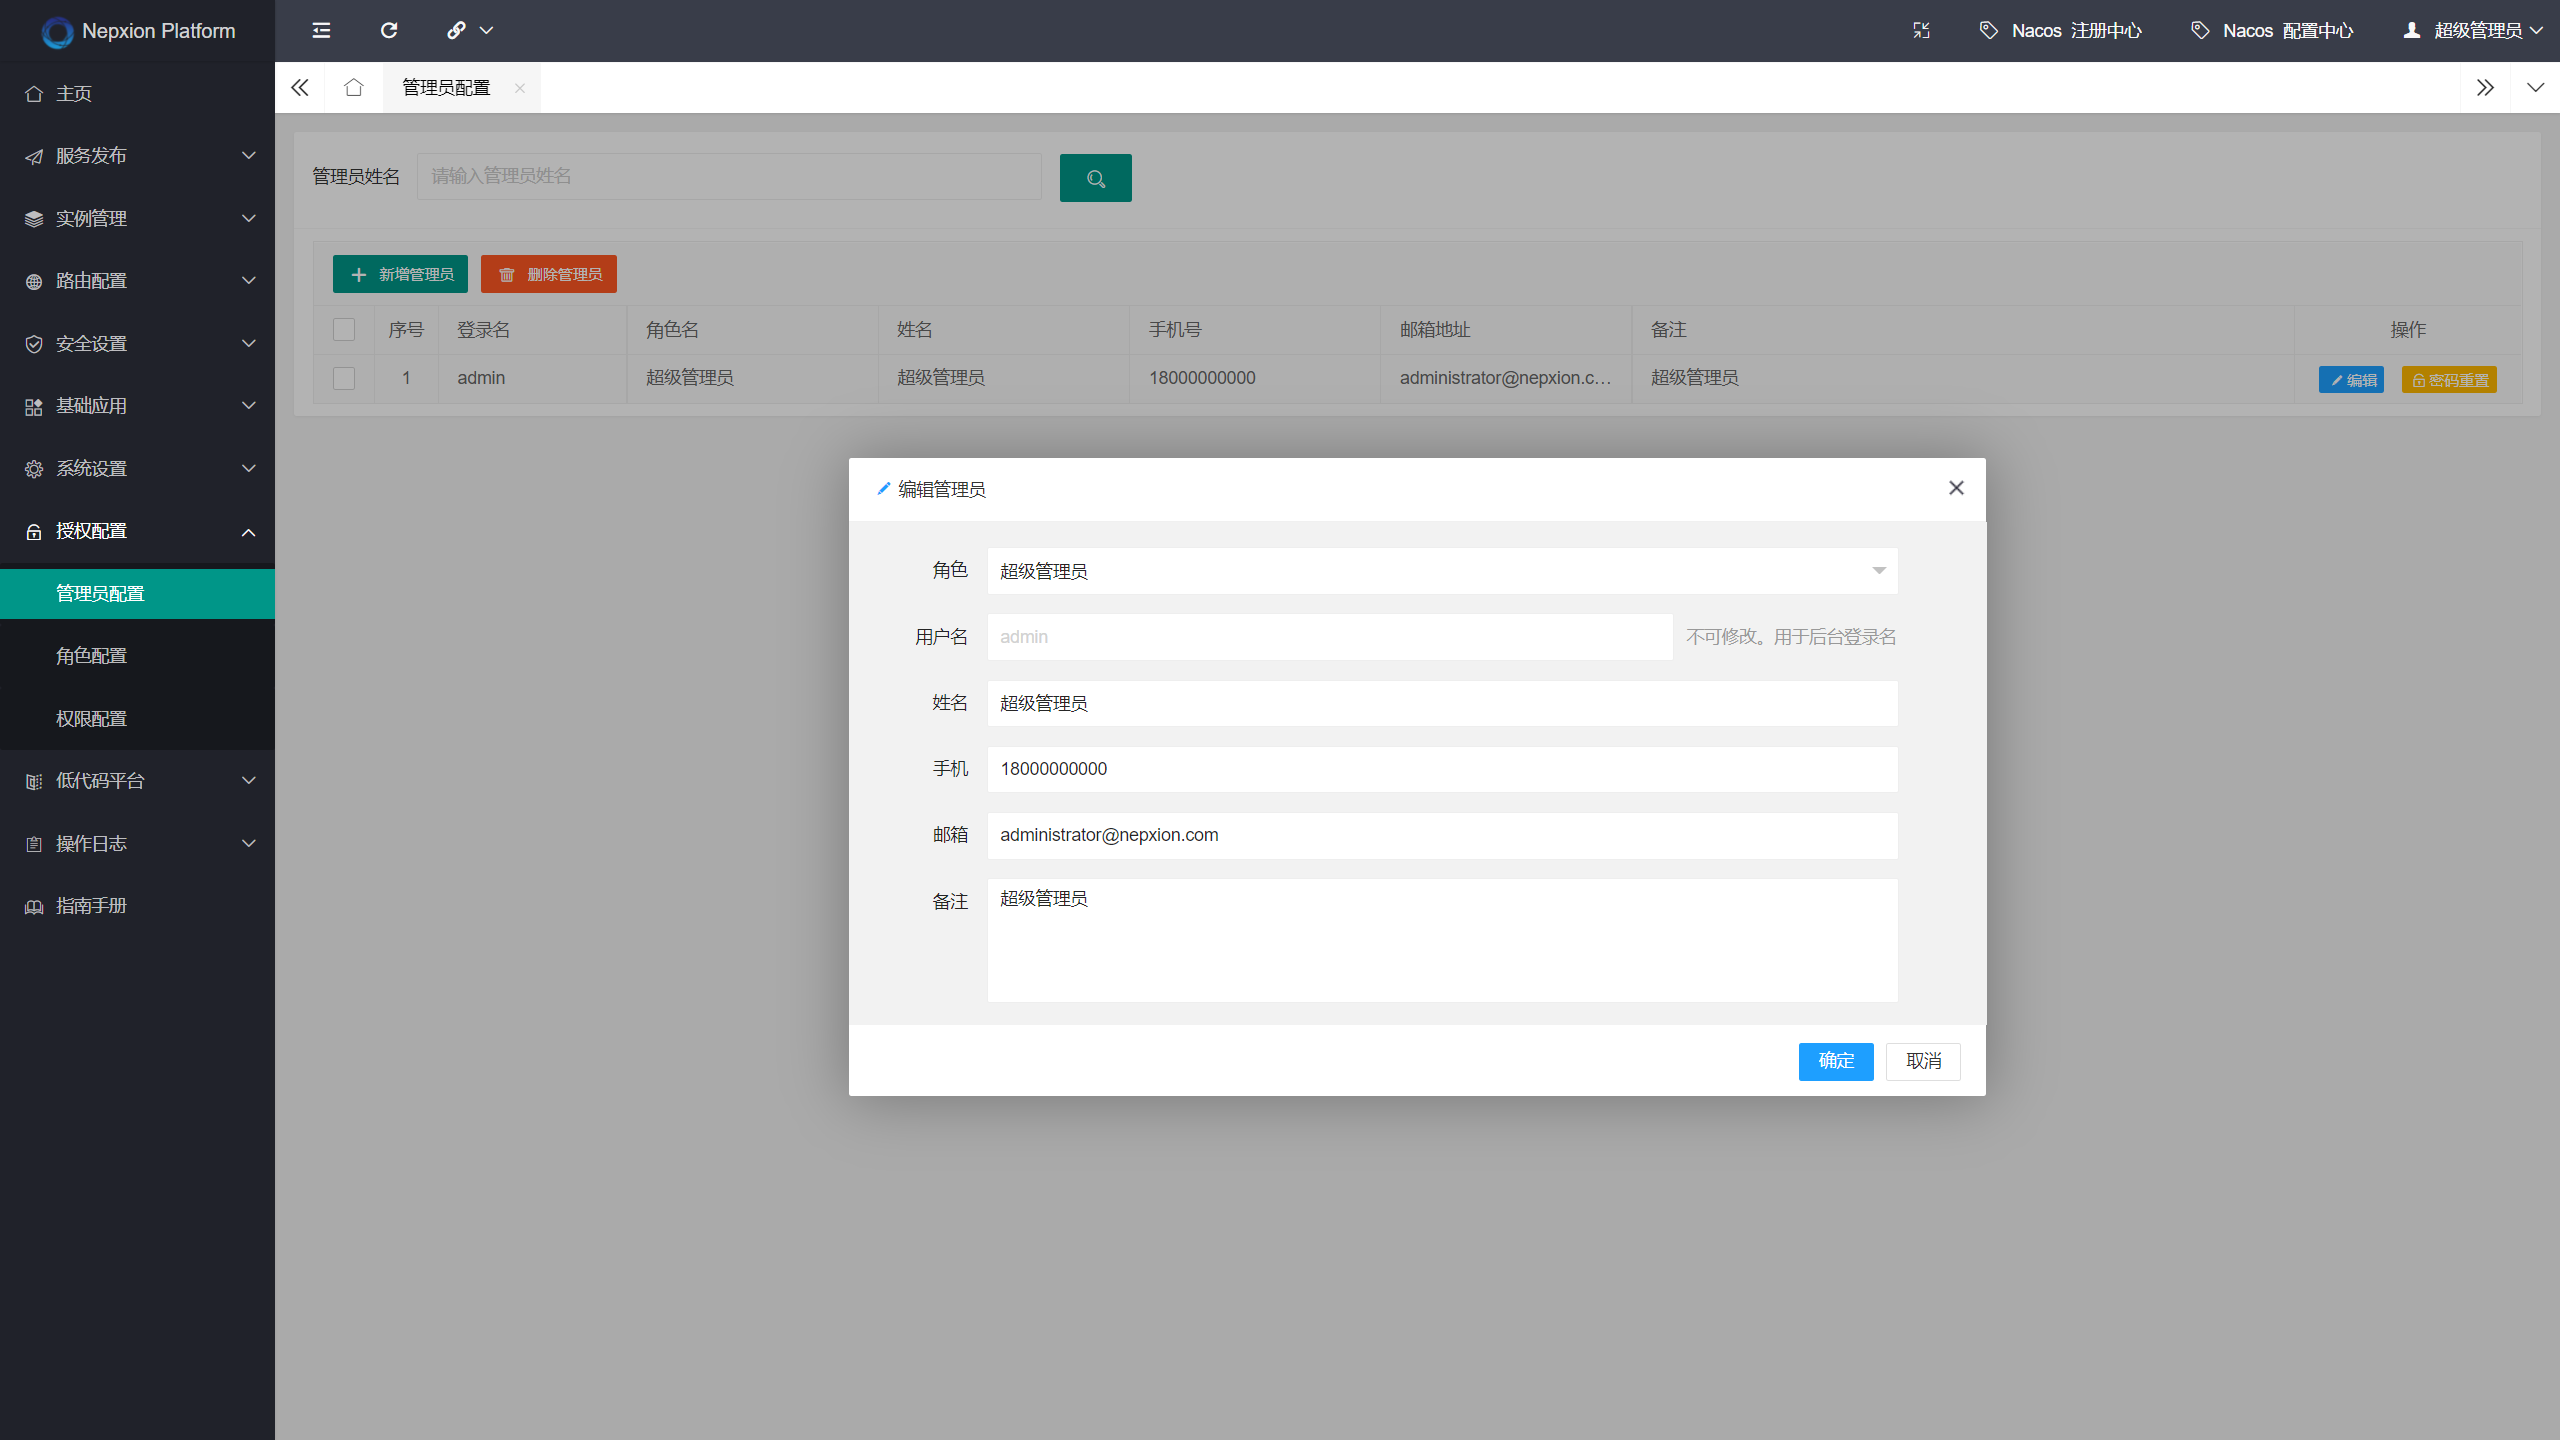 Nepxion Platform
Nacos 注册中心
Nacos 配置中心
超级管理员
主页
服务发布
实例管理
路由配置
安全设置
基础应用
系统设置
授权配置
管理员配置
角色配置
权限配置
低代码平台
操作日志
指南手册
管理员配置
管理员姓名
请输入管理员姓名
新增管理员
删除管理员
序号 登录名 角色名 姓名 手机号 邮箱地址 备注 操作
1 admin 超级管理员 超级管理员 18000000000 administrator@nepxion.c... 超级管理员 编辑 密码重置
编辑管理员
角色 超级管理员
用户名 admin 不可修改。用于后台登录名
姓名 超级管理员
手机 18000000000
邮箱 administrator@nepxion.com
备注 超级管理员
确定 取消